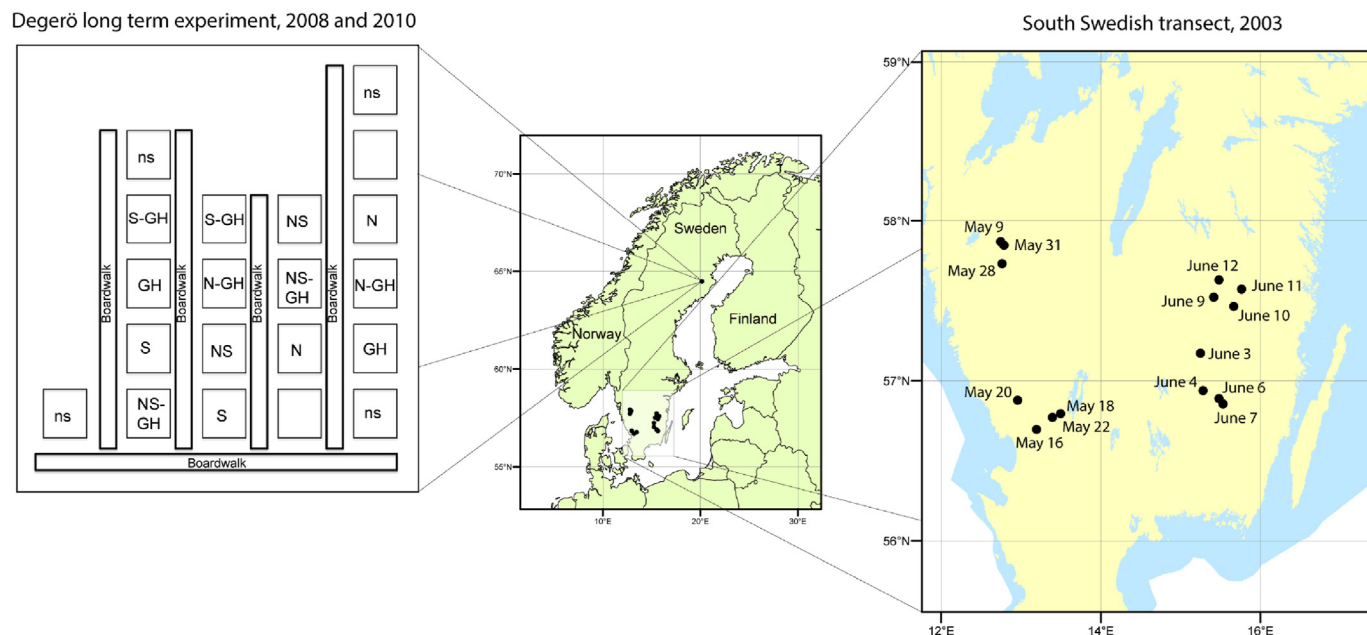 Degerö long term experiment, 2008 and 2010
South Swedish transect, 2003
ns
ns
S-GH
S-GH
NS
N
GH
N-GH
NS-
GH
N-GH
S
NS
N
GH
ns
NS-
GH
S
ns
Boardwalk
Boardwalk
Boardwalk
Boardwalk
Boardwalk
70°N
65°N
60°N
55°N
10°E
20°E
30°E
Sweden
Norway
Finland
59°N
58°N
57°N
56°N
12°E
14°E
16°E
May 9
May 31
May 28
June 12
June 11
June 9
June 10
June 3
June 4
June 6
June 7
May 20
May 18
May 22
May 16